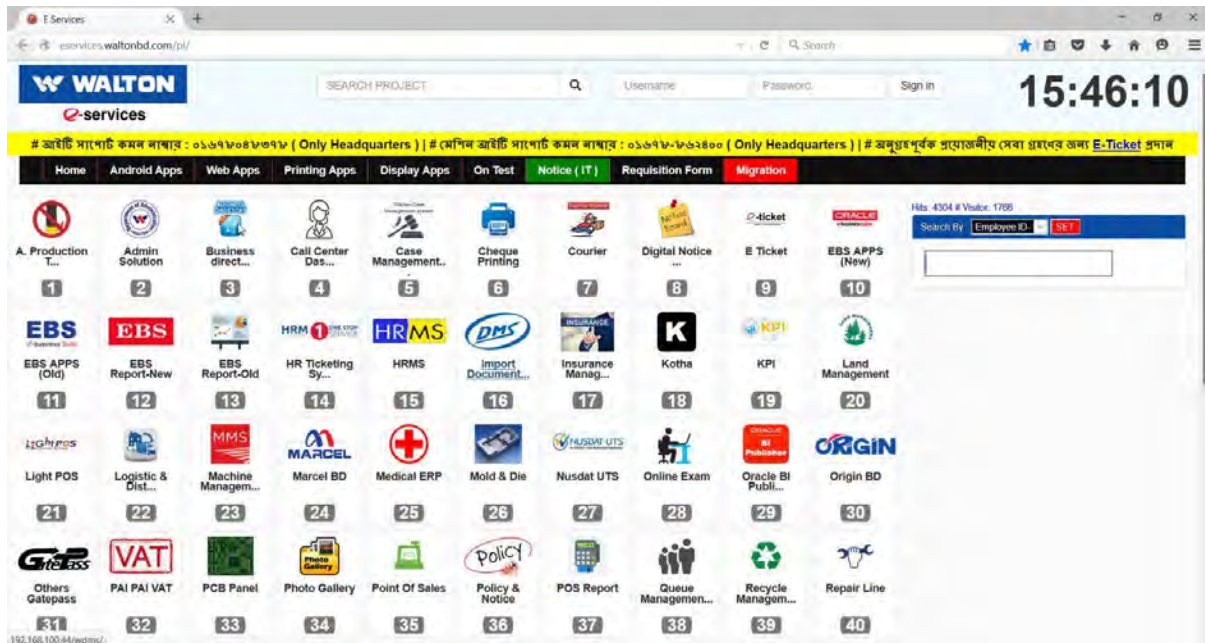 E Services
eservices.waltonbd.com/pl/
Search
WALTON
e-services
SEARCH PROJECT
Username
Password
Sign in
15:46:10
# আইটি সাপোর্ট কমন নাম্বার : ০১৬৭৮০৪৮৩৭৮ ( Only Headquarters ) | # মেশিন আইটি সাপোর্ট কমন নাম্বার : ০১৬৭৮-৮৬২৪০০ ( Only Headquarters ) | # অনুগ্রহপূর্বক প্রয়োজনীয় সেবা গ্রহণের জন্য E-Ticket প্রদান
Home Android Apps Web Apps Printing Apps Display Apps On Test Notice ( IT ) Requisition Form Migration
Hits: 4304 # Visitor: 1766
Search By Employee ID- SET
e-ticket ORACLE
A. Production T... Admin Solution Business direct... Call Center Das... Case Management.. Cheque Printing Courier Digital Notice ... E Ticket EBS APPS (New)
1 2 3 4 5 6 7 8 9 10
EBS EBS HRM 1 ONE STOP SERVICE HRMS DMS INSURANCE K KPI
EBS APPS (Old) EBS Report-New EBS Report-Old HR Ticketing Sy... HRMS Import Document... Insurance Manag... Kotha KPI Land Management
11 12 13 14 15 16 17 18 19 20
LIGhtPOS MMS MARCEL NUSDAT UTS ORACLE BI Publisher ORIGIN
Light POS Logistic & Dist... Machine Managem... Marcel BD Medical ERP Mold & Die Nusdat UTS Online Exam Oracle BI Publi... Origin BD
21 22 23 24 25 26 27 28 29 30
GatePass VAT Photo Gallery Policy
Others Gatepass PAI PAI VAT PCB Panel Photo Gallery Point Of Sales Policy & Notice POS Report Queue Managemen... Recycle Managem... Repair Line
31 32 33 34 35 36 37 38 39 40
192.168.100.44/wdms/